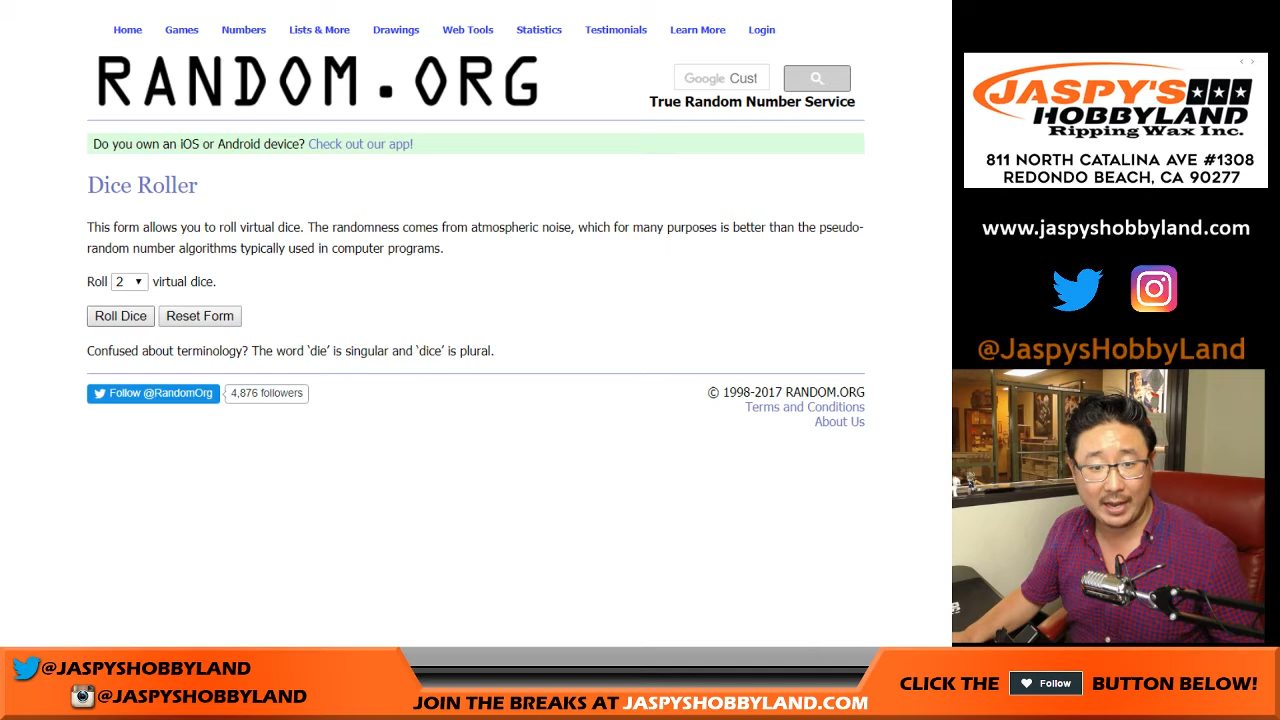 Home Games Numbers Lists & More Drawings Web Tools Statistics Testimonials Learn More Login
RANDOM.ORG
Google Cust
True Random Number Service
Do you own an iOS or Android device? Check out our app!
Dice Roller
This form allows you to roll virtual dice. The randomness comes from atmospheric noise, which for many purposes is better than the pseudo-
random number algorithms typically used in computer programs.
Roll 2 virtual dice.
Roll Dice Reset Form
Confused about terminology? The word ‘die’ is singular and ‘dice’ is plural.
Follow @RandomOrg 4,876 followers
© 1998-2017 RANDOM.ORG
Terms and Conditions
About Us
JASPY'S
HOBBYLAND
Ripping Wax Inc.
811 NORTH CATALINA AVE #1308
REDONDO BEACH, CA 90277
www.jaspyshobbyland.com
@JaspysHobbyLand
@JASPYSHOBBYLAND
@JASPYSHOBBYLAND
JOIN THE BREAKS AT JASPYSHOBBYLAND.COM
CLICK THE Follow BUTTON BELOW!